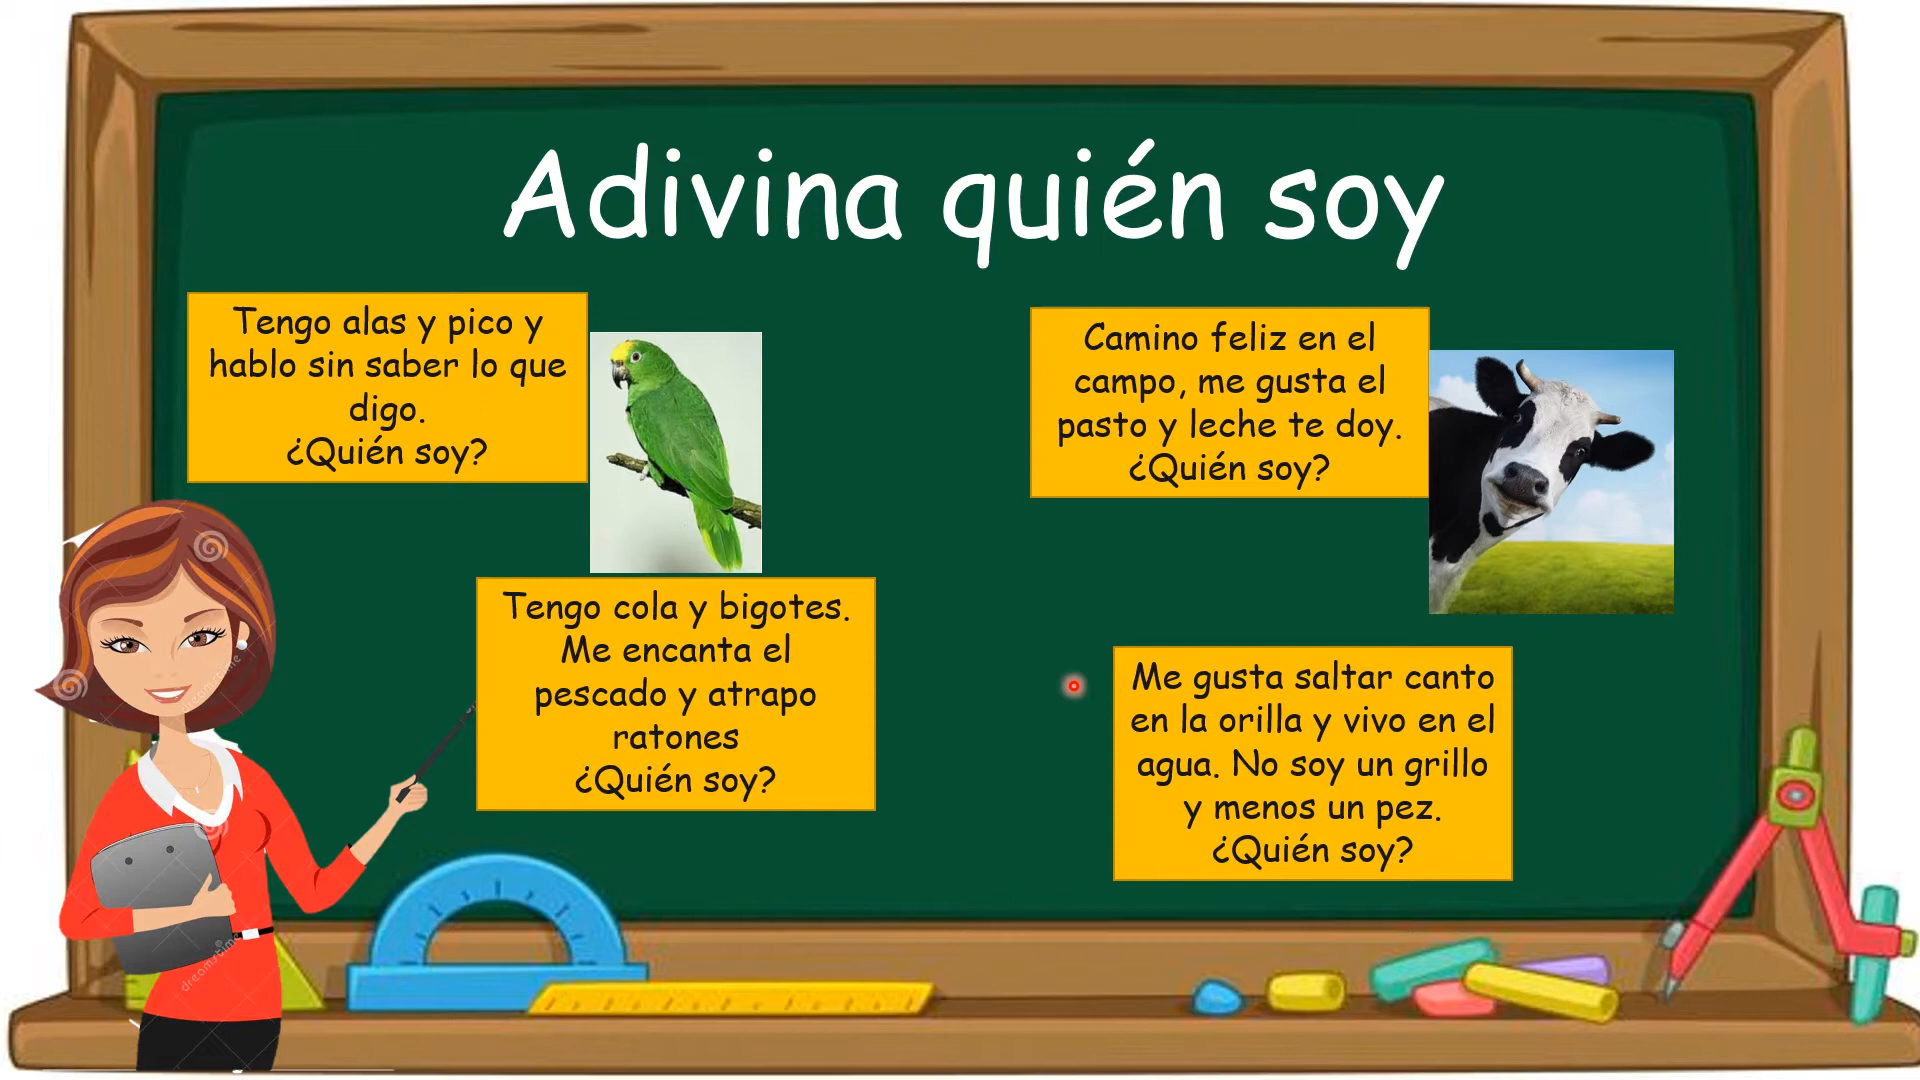 Adivina quién soy
Tengo alas y pico y
hablo sin saber lo que
digo.
¿Quién soy?
Camino feliz en el
campo, me gusta el
pasto y leche te doy.
¿Quién soy?
Tengo cola y bigotes.
Me encanta el
pescado y atrapo
ratones
¿Quién soy?
Me gusta saltar canto
en la orilla y vivo en el
agua. No soy un grillo
y menos un pez.
¿Quién soy?
dreamstime
dreamstime